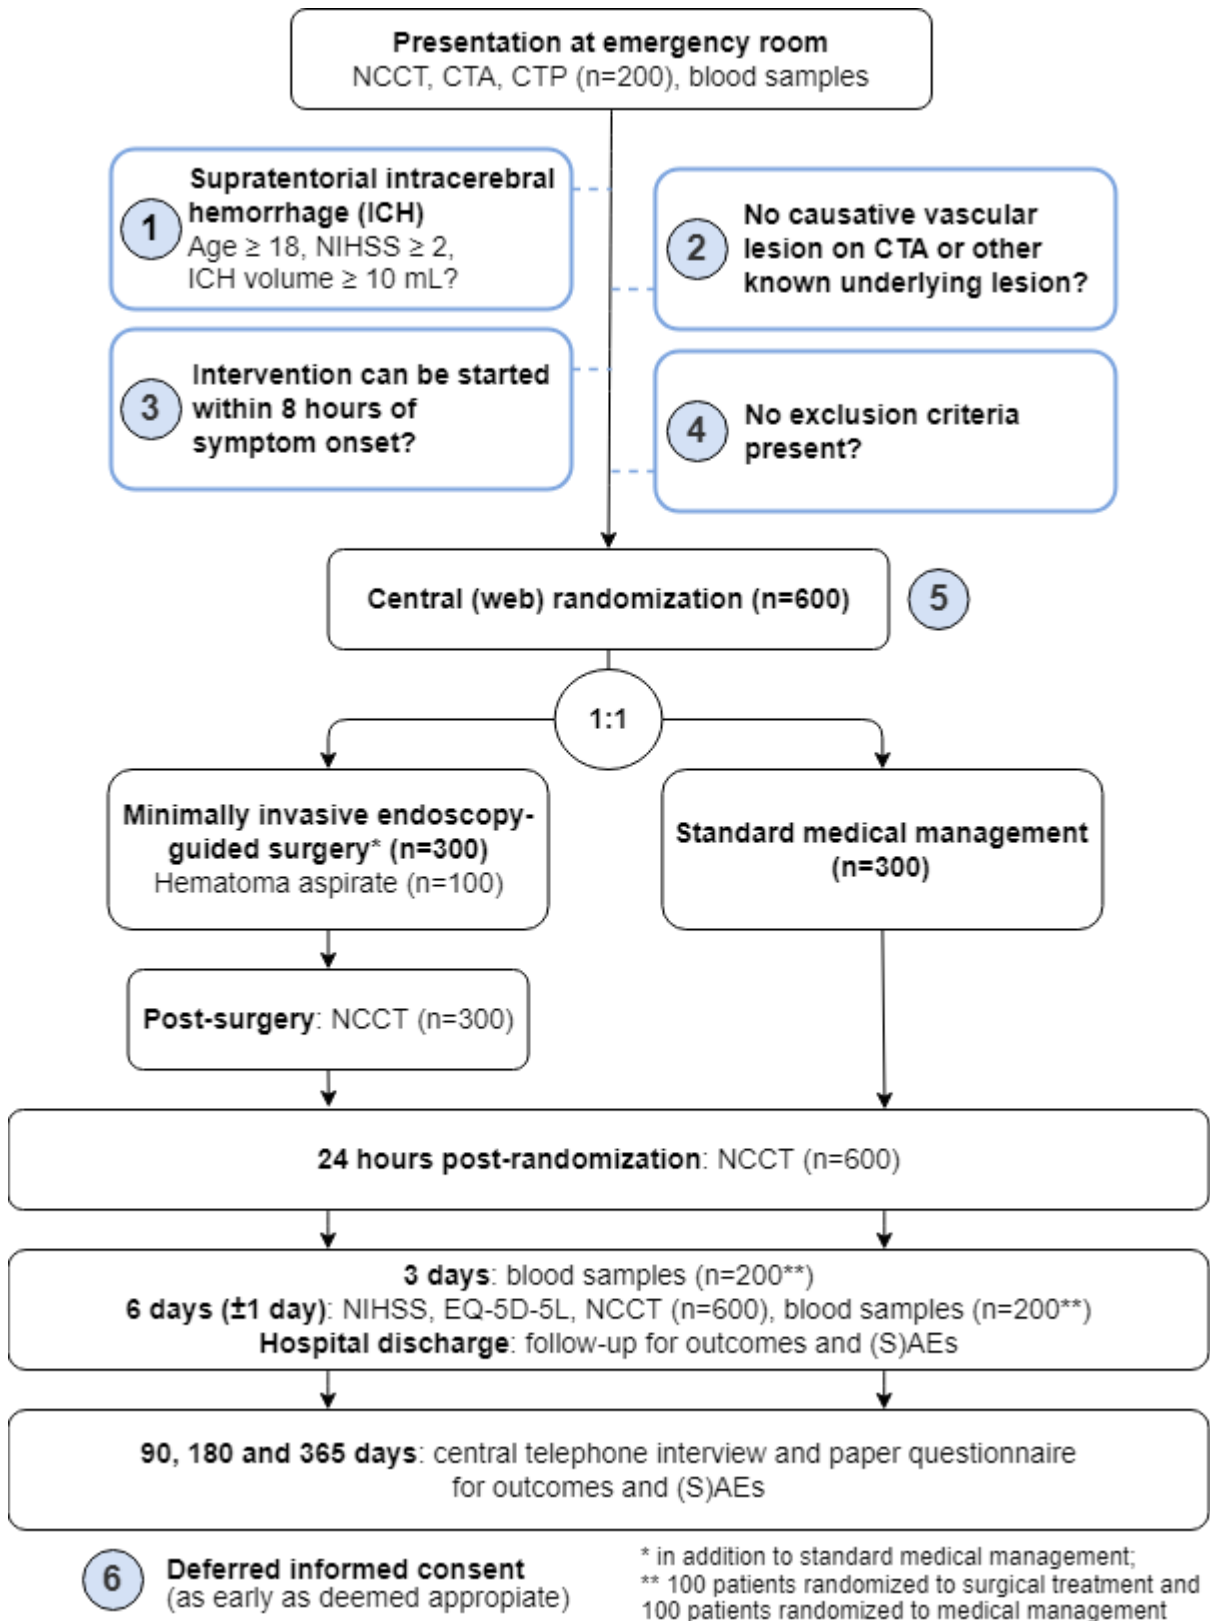 Presentation at emergency room
NCCT, CTA, CTP (n=200), blood samples
1
Supratentorial intracerebral
hemorrhage (ICH)
Age ≥ 18, NIHSS ≥ 2,
ICH volume ≥ 10 mL?
2
No causative vascular
lesion on CTA or other
known underlying lesion?
3
Intervention can be started
within 8 hours of
symptom onset?
4
No exclusion criteria
present?
Central (web) randomization (n=600)
5
1:1
Minimally invasive endoscopy-
guided surgery* (n=300)
Hematoma aspirate (n=100)
Standard medical management
(n=300)
Post-surgery: NCCT (n=300)
24 hours post-randomization: NCCT (n=600)
3 days: blood samples (n=200**)
6 days (±1 day): NIHSS, EQ-5D-5L, NCCT (n=600), blood samples (n=200**)
Hospital discharge: follow-up for outcomes and (S)AEs
90, 180 and 365 days: central telephone interview and paper questionnaire
for outcomes and (S)AEs
6
Deferred informed consent
(as early as deemed appropiate)
* in addition to standard medical management;
** 100 patients randomized to surgical treatment and
100 patients randomized to medical management